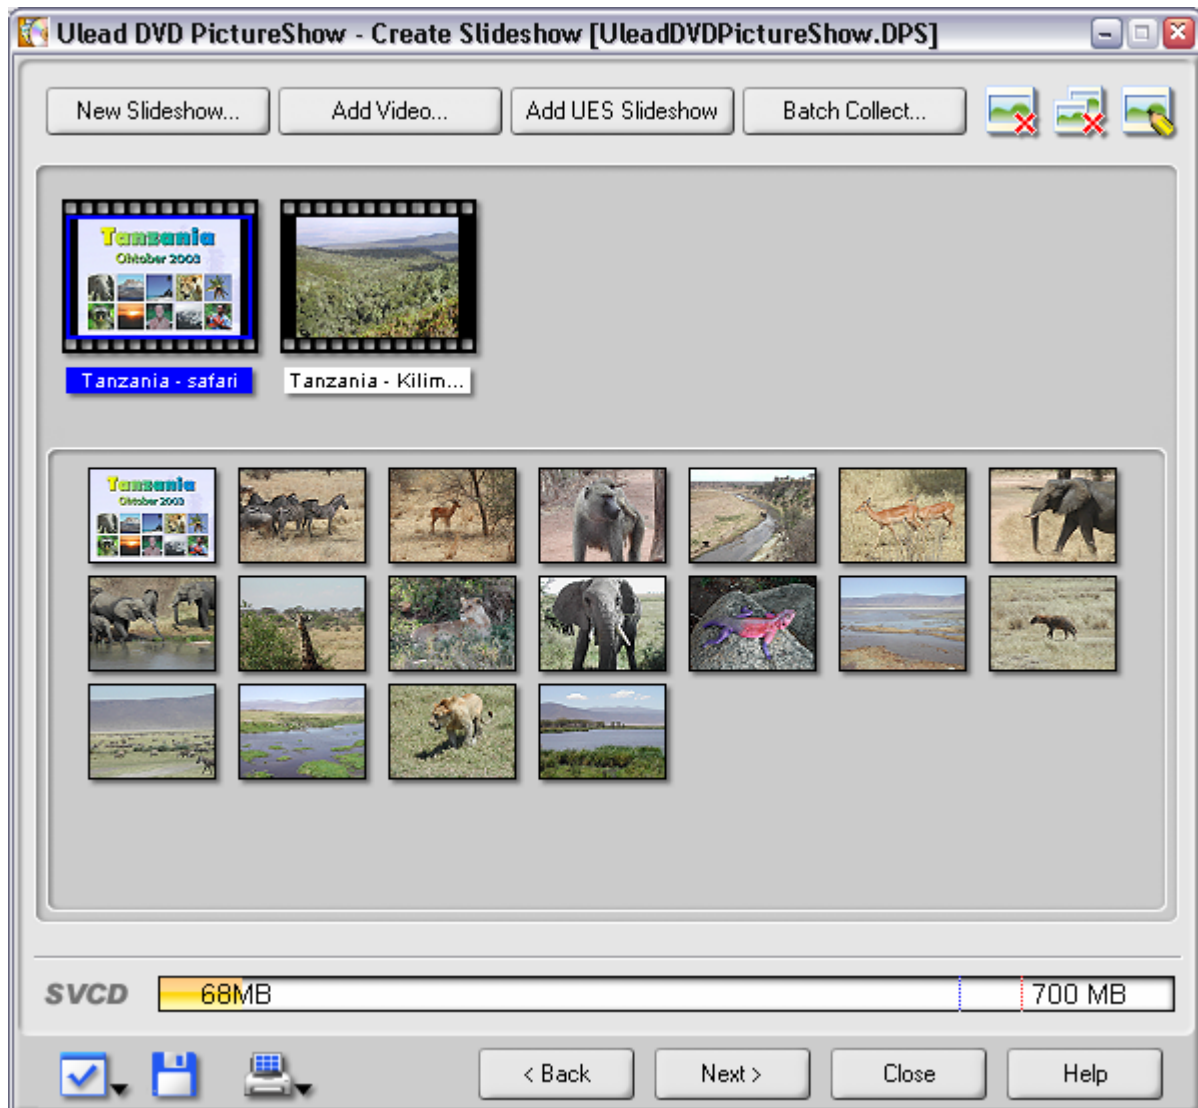 Ulead DVD PictureShow - Create Slideshow [UleadDVDPictureShow.DPS]
New Slideshow... Add Video... Add UES Slideshow Batch Collect...
Tanzania
Oktober 2003
Tanzania - safari Tanzania - Kilim...
Tanzania
Oktober 2003
SVCD 68MB 700 MB
< Back Next > Close Help